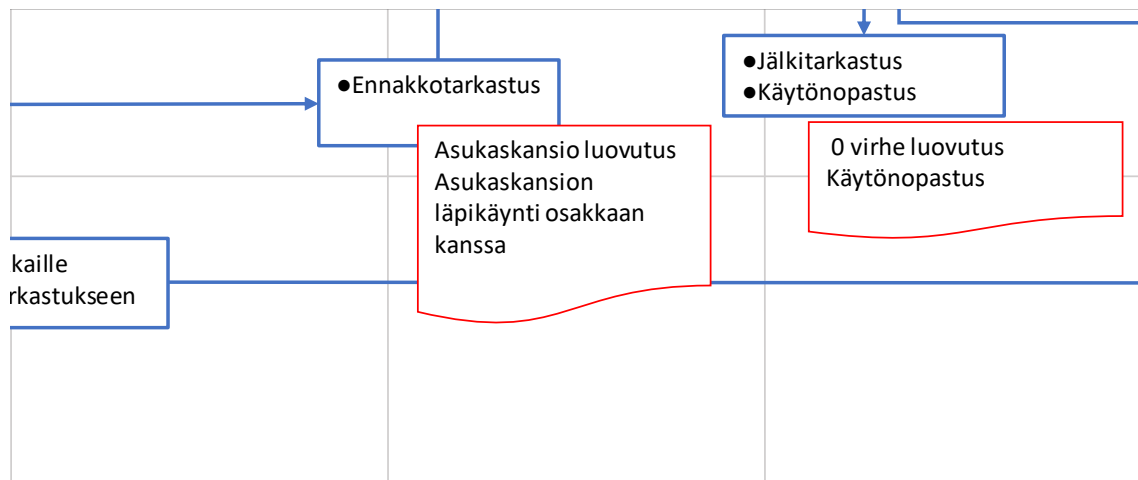 ●Ennakkotarkastus
Asukaskansio luovutus
Asukaskansion
läpikäynti osakkaan
kanssa
●Jälkitarkastus
●Käytönopastus
0 virhe luovutus
Käytönopastus
kaille
rkastukseen